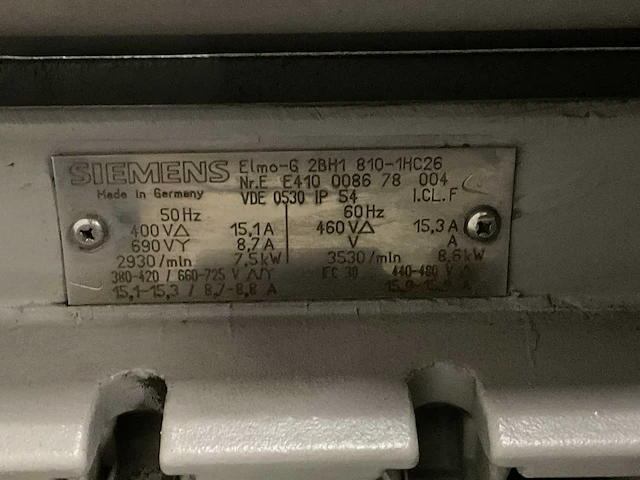 SIEMENS Elmo-G 2BH1 810-1HC26
Made in Germany Nr.E E410 0086 78 004
VDE 0530 IP 54 I.CL.F
50Hz 60Hz
400V△ 15,1A 460V△ 15,3A
690VY 8,7A V A
2930/min 7,5kW 3530/min 8,6kW
380-420 / 660-725 V △/Y 440-480 V △
15,1-15,3 / 8,7-8,8 A A